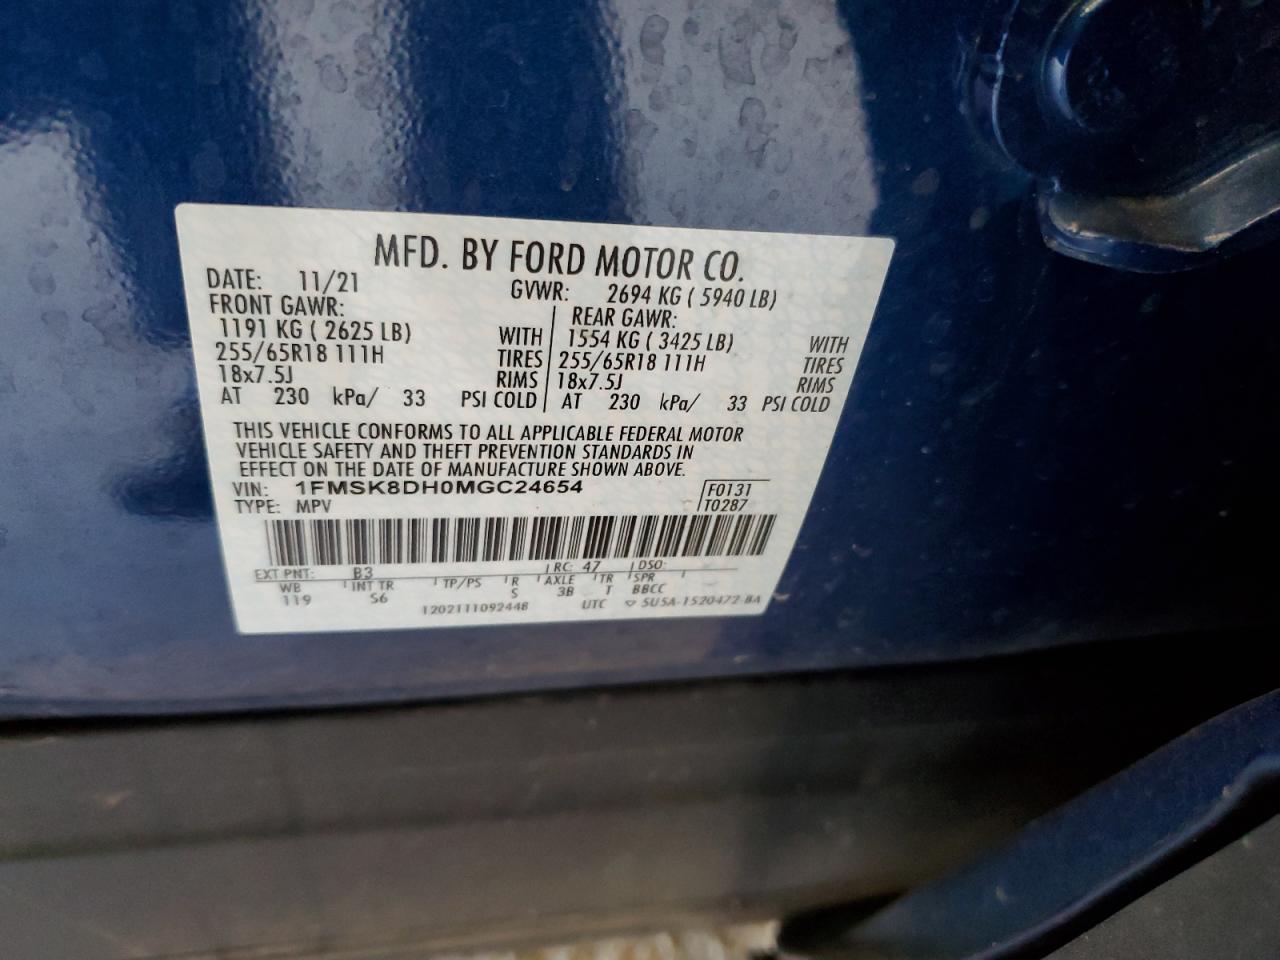 MFD. BY FORD MOTOR CO.
DATE: 11/21 GVWR: 2694 KG ( 5940 LB)
FRONT GAWR: REAR GAWR:
1191 KG ( 2625 LB) WITH 1554 KG ( 3425 LB) WITH
255/65R18 111H TIRES 255/65R18 111H TIRES
18x7.5J RIMS 18x7.5J RIMS
AT 230 kPa/ 33 PSI COLD AT 230 kPa/ 33 PSI COLD
THIS VEHICLE CONFORMS TO ALL APPLICABLE FEDERAL MOTOR
VEHICLE SAFETY AND THEFT PREVENTION STANDARDS IN
EFFECT ON THE DATE OF MANUFACTURE SHOWN ABOVE.
VIN: 1FMSK8DH0MGC24654 F0131
TYPE: MPV T0287
EXT PNT: B3 RC: 47 DSO:
WB INT TR TP/PS R AXLE TR SPR
119 S6 S 3B T BBCC
1202111092448 UTC ▽ 5U5A-1520472-BA